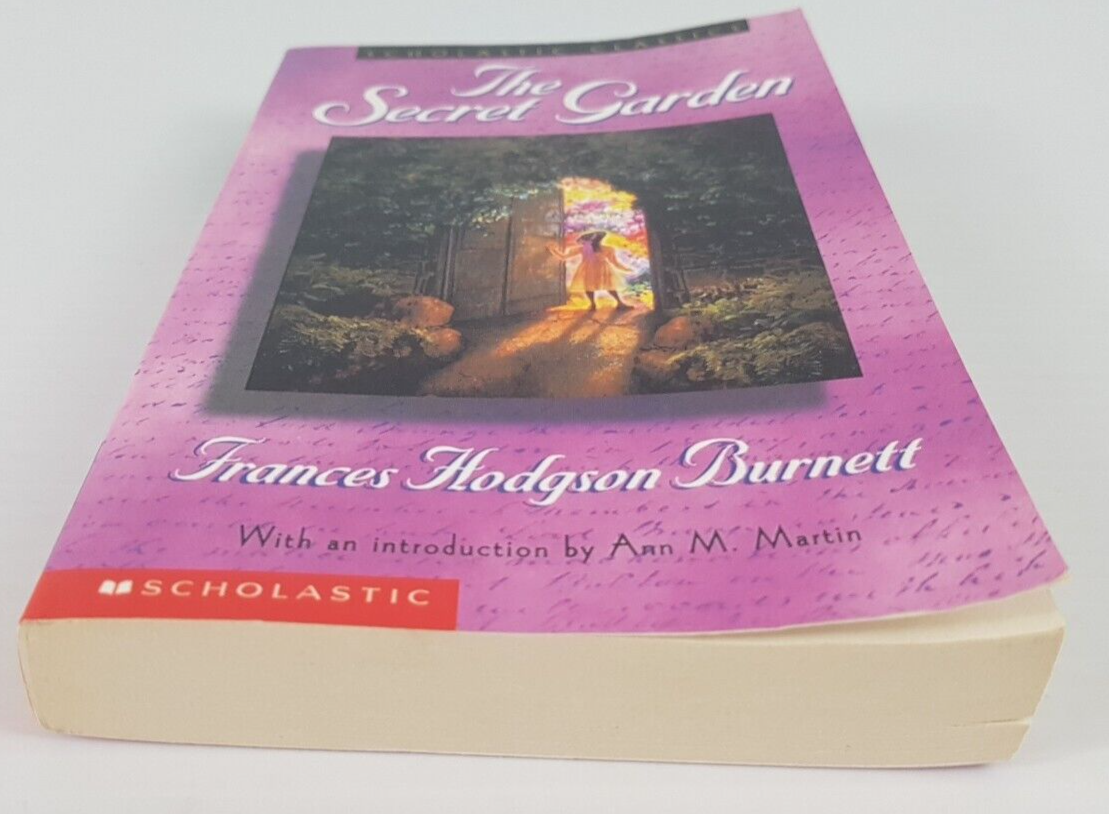 SCHOLASTIC CLASSICS
The
Secret Garden
Frances Hodgson Burnett
With an introduction by Ann M. Martin
SCHOLASTIC